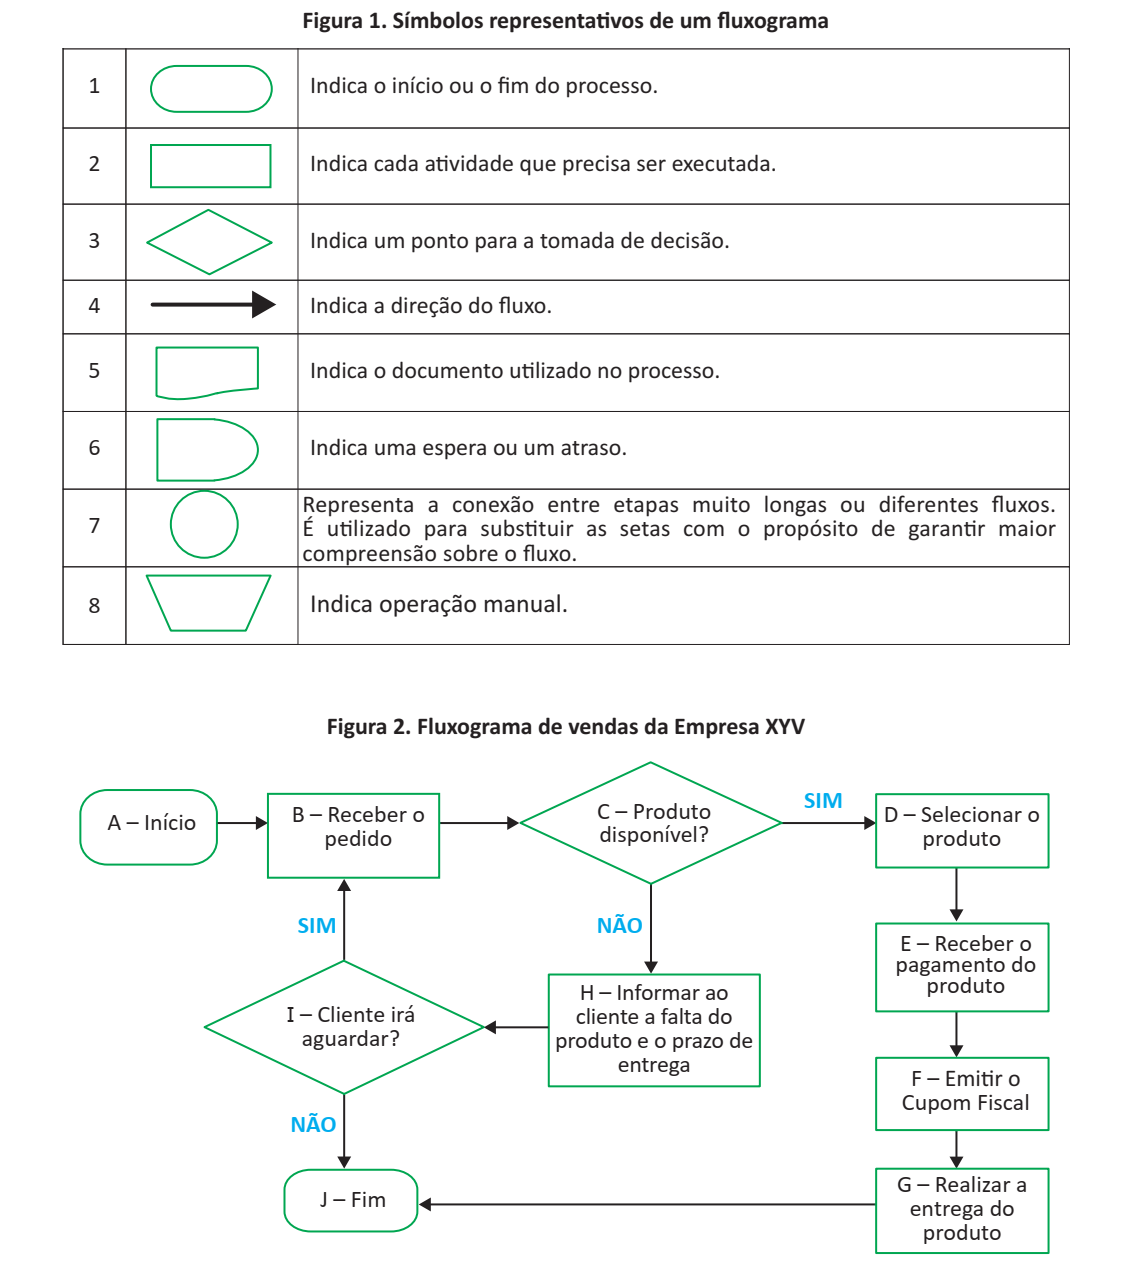 Figura 1. Símbolos representativos de um fluxograma
1
Indica o início ou o fim do processo.
2
Indica cada atividade que precisa ser executada.
3
Indica um ponto para a tomada de decisão.
4
Indica a direção do fluxo.
5
Indica o documento utilizado no processo.
6
Indica uma espera ou um atraso.
7
Representa a conexão entre etapas muito longas ou diferentes fluxos.
É utilizado para substituir as setas com o propósito de garantir maior
compreensão sobre o fluxo.
8
Indica operação manual.
Figura 2. Fluxograma de vendas da Empresa XYV
A – Início
B – Receber o
pedido
C – Produto
disponível?
SIM
D – Selecionar o
produto
SIM
NÃO
E – Receber o
pagamento do
produto
I – Cliente irá
aguardar?
H – Informar ao
cliente a falta do
produto e o prazo de
entrega
F – Emitir o
Cupom Fiscal
NÃO
J – Fim
G – Realizar a
entrega do
produto